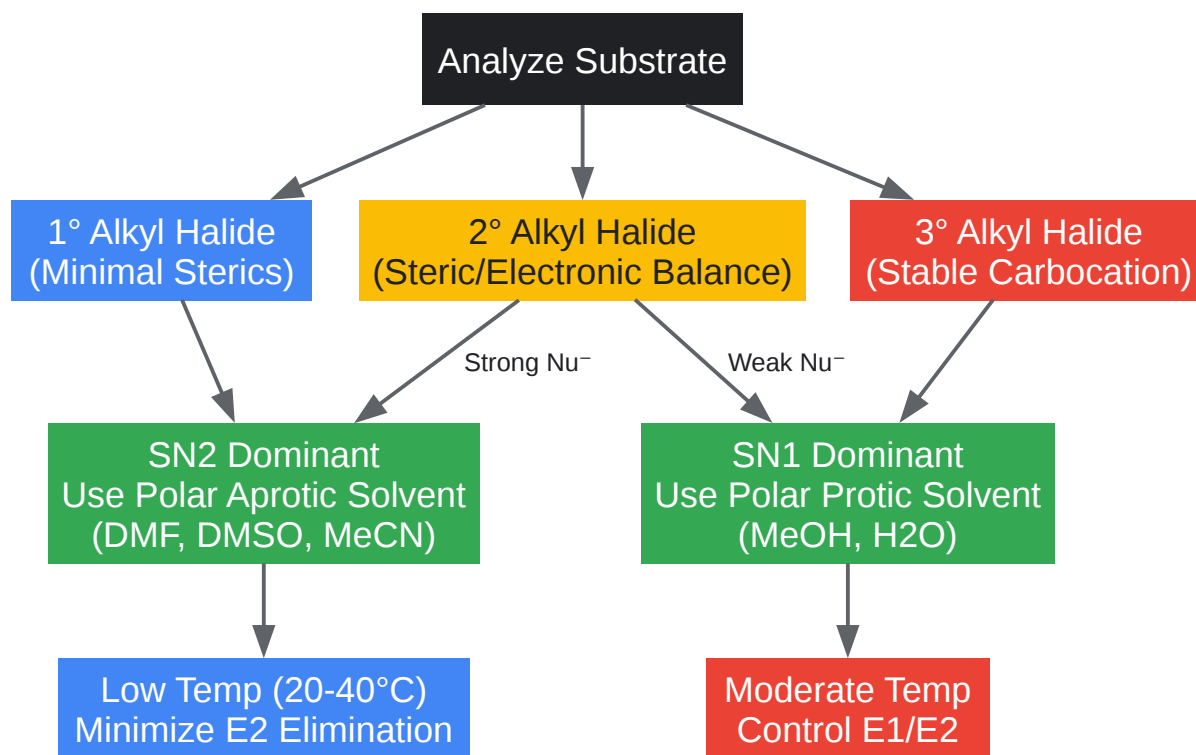 Analyze Substrate
1° Alkyl Halide
(Minimal Sterics)
2° Alkyl Halide
(Steric/Electronic Balance)
3° Alkyl Halide
(Stable Carbocation)
Strong Nu⁻
Weak Nu⁻
SN2 Dominant
Use Polar Aprotic Solvent
(DMF, DMSO, MeCN)
SN1 Dominant
Use Polar Protic Solvent
(MeOH, H2O)
Low Temp (20-40°C)
Minimize E2 Elimination
Moderate Temp
Control E1/E2